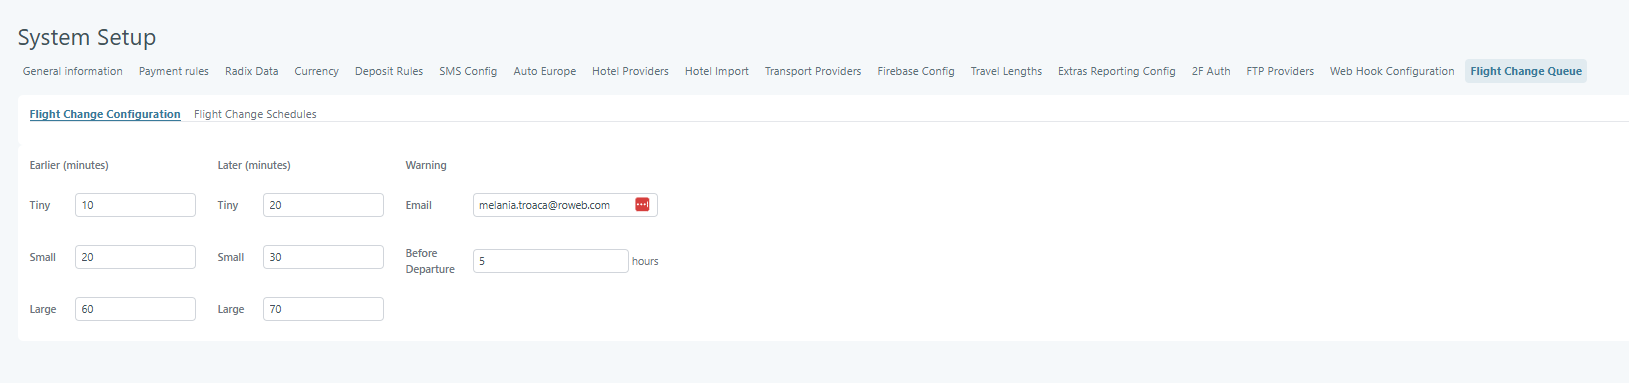 System Setup
General information Payment rules Radix Data Currency Deposit Rules SMS Config Auto Europe Hotel Providers Hotel Import Transport Providers Firebase Config Travel Lengths Extras Reporting Config 2F Auth FTP Providers Web Hook Configuration Flight Change Queue
Flight Change Configuration Flight Change Schedules
Earlier (minutes) Later (minutes) Warning
Tiny 10 Tiny 20 Email melania.troaca@roweb.com
Small 20 Small 30 Before Departure 5 hours
Large 60 Large 70